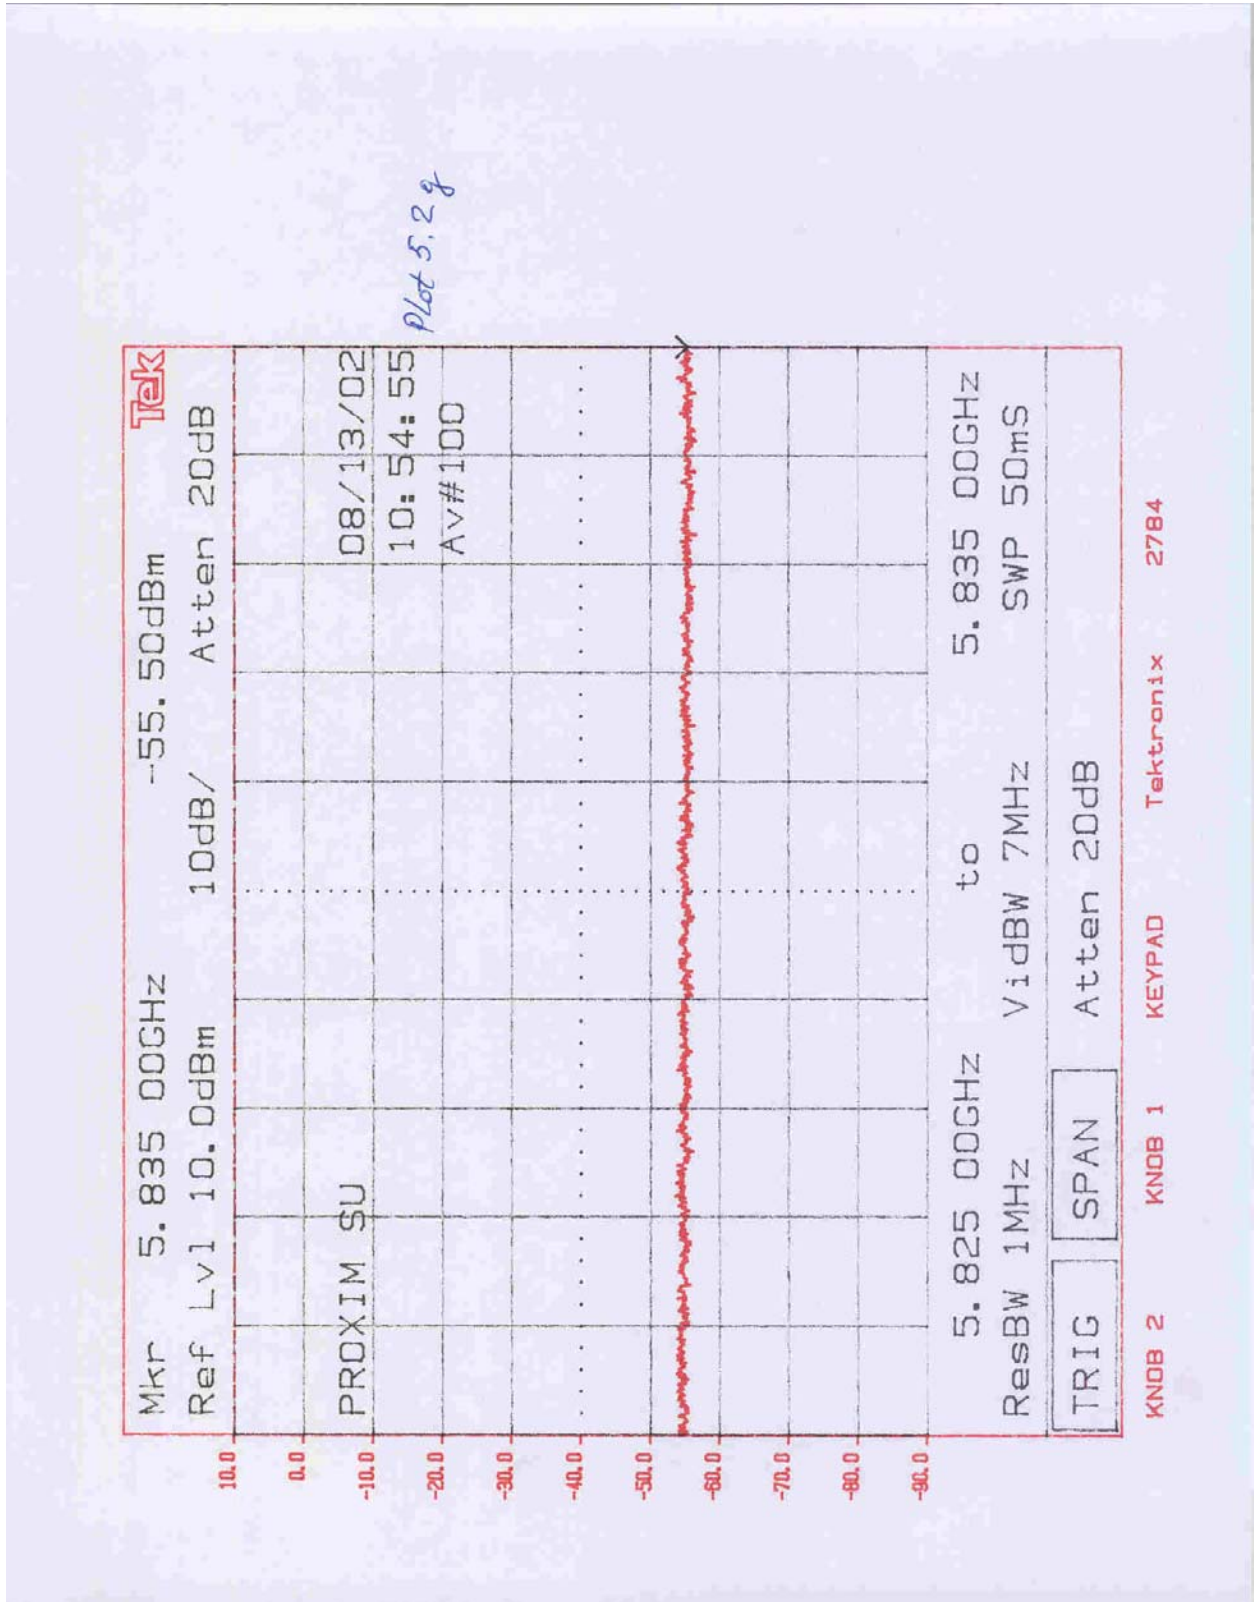 Mkr 5.835 00GHz -55.50dBm Tek
Ref Lvl 10.0dBm 10dB/ Atten 20dB
10.0
0.0
PROXIM SU 08/13/02
-10.0
10:54:55
Plot 5.2 g
-20.0
Av#100
-30.0
-40.0
-50.0
-60.0
-70.0
-80.0
-90.0
5.825 00GHz to 5.835 00GHz
ResBW 1MHz VidBW 7MHz SWP 50mS
TRIG SPAN Atten 20dB
KNOB 2 KNOB 1 KEYPAD Tektronix 2784